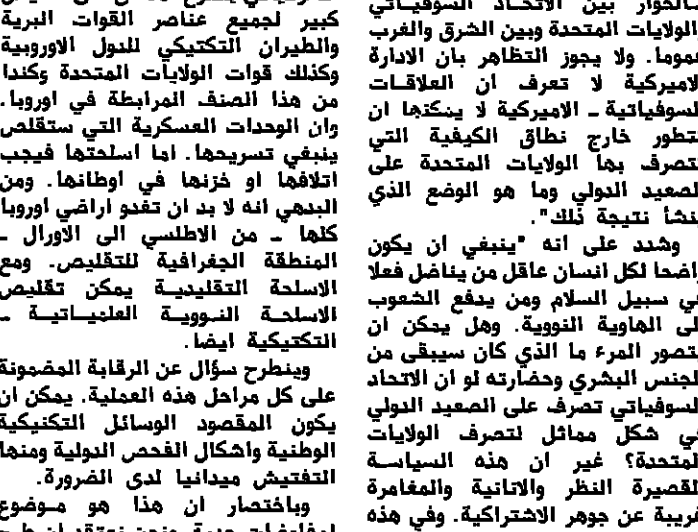 بالحوار بين الاتحاد السوفياتي
والولايات المتحدة وبين الشرق والغرب
عموما. ولا يجوز التظاهر بان الادارة
الاميركية لا تعرف ان العلاقات
السوفياتية ـ الاميركية لا يمكنها ان
تتطور خارج نطاق الكيفية التي
تتصرف بها الولايات المتحدة على
الصعيد الدولي وما هو الوضع الذي
ينشأ نتيجة ذلك".
وشدد على انه "ينبغي ان يكون
واضحا لكل انسان عاقل من يناضل فعلا
في سبيل السلام ومن يدفع الشعوب
الى الهاوية النووية. وهل يمكن ان
يتصور المرء ما الذي كان سيبقى من
الجنس البشري وحضارته لو ان الاتحاد
السوفياتي تصرف على الصعيد الدولي
في شكل مماثل لتصرف الولايات
المتحدة؟ غير ان هذه السياسة
القصيرة النظر والانانية والمغامرة
غريبة عن جوهر الاشتراكية. وفي هذه
كبير لجميع عناصر القوات البرية
والطيران التكتيكي للدول الاوروبية
وكذلك قوات الولايات المتحدة وكندا
من هذا الصنف المرابطة في اوروبا.
وان الوحدات العسكرية التي ستقلص
ينبغي تسريحها. اما اسلحتها فيجب
اتلافها او خزنها في اوطانها. ومن
البدهي انه لا بد ان تغدو اراضي اوروبا
كلها ـ من الاطلسي الى الاورال ـ
المنطقة الجغرافية للتقليص. ومع
الاسلحة التقليدية يمكن تقليص
الاسلحة النووية العلمياتية ـ
التكتيكية ايضا.
وينطرح سؤال عن الرقابة المضمونة
على كل مراحل هذه العملية. يمكن ان
يكون المقصود الوسائل التكنيكية
الوطنية واشكال الفحص الدولية ومنها
التفتيش ميدانيا لدى الضرورة.
وباختصار ان هذا هو موضوع